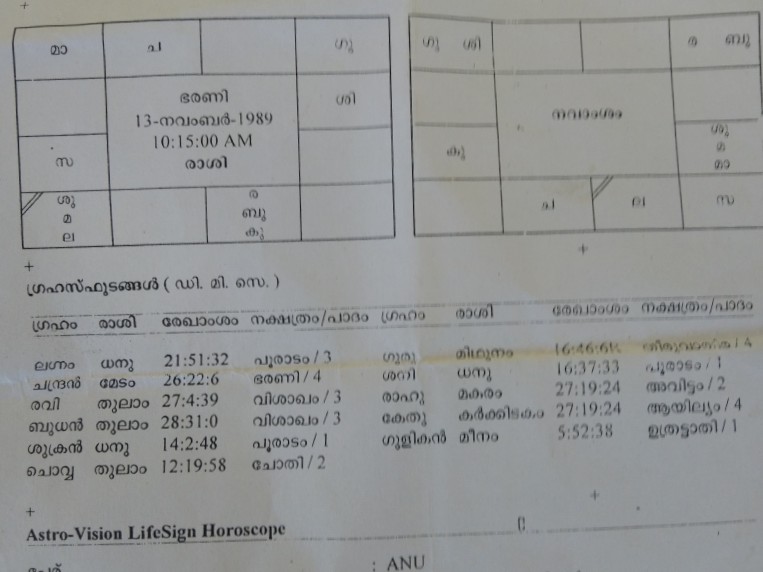 മാ ച ഗു
ഭരണി
13-നവംബർ-1989
10:15:00 AM
രാശി
ശി
സ
ശു
മ
ല
ര
ബു
കു
ഗു ശി ര ബു
നവാംശം
കു
ശു
മ
മാ
ച ല സ
ഗ്രഹസ്ഫുടങ്ങൾ ( ഡി. മി. സെ. )
ഗ്രഹം രാശി രേഖാംശം നക്ഷത്രം/പാദം ഗ്രഹം രാശി രേഖാംശം നക്ഷത്രം/പാദം
ലഗ്നം ധനു 21:51:32 പൂരാടം / 3 ഗുരു മിഥുനം
ചന്ദ്രൻ മേടം 26:22:6 ഭരണി / 4 ശനി ധനു 16:37:33 പൂരാടം / 1
രവി തുലാം 27:4:39 വിശാഖം / 3 രാഹു മകരം 27:19:24 അവിട്ടം / 2
ബുധൻ തുലാം 28:31:0 വിശാഖം / 3 കേതു കർക്കിടകം 27:19:24 ആയില്യം / 4
ശുക്രൻ ധനു 14:2:48 പൂരാടം / 1 ഗുളികൻ മീനം 5:52:38 ഉത്രട്ടാതി / 1
ചൊവ്വ തുലാം 12:19:58 ചോതി / 2
Astro-Vision LifeSign Horoscope
പേര് : ANU